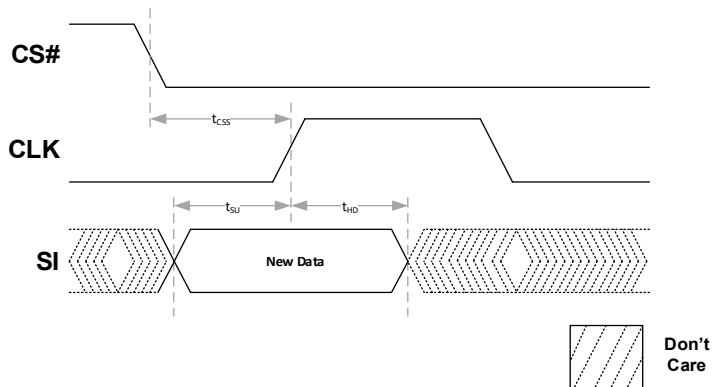 CS#
tCSS
CLK
tSU
tHD
SI
New Data
Don't
Care